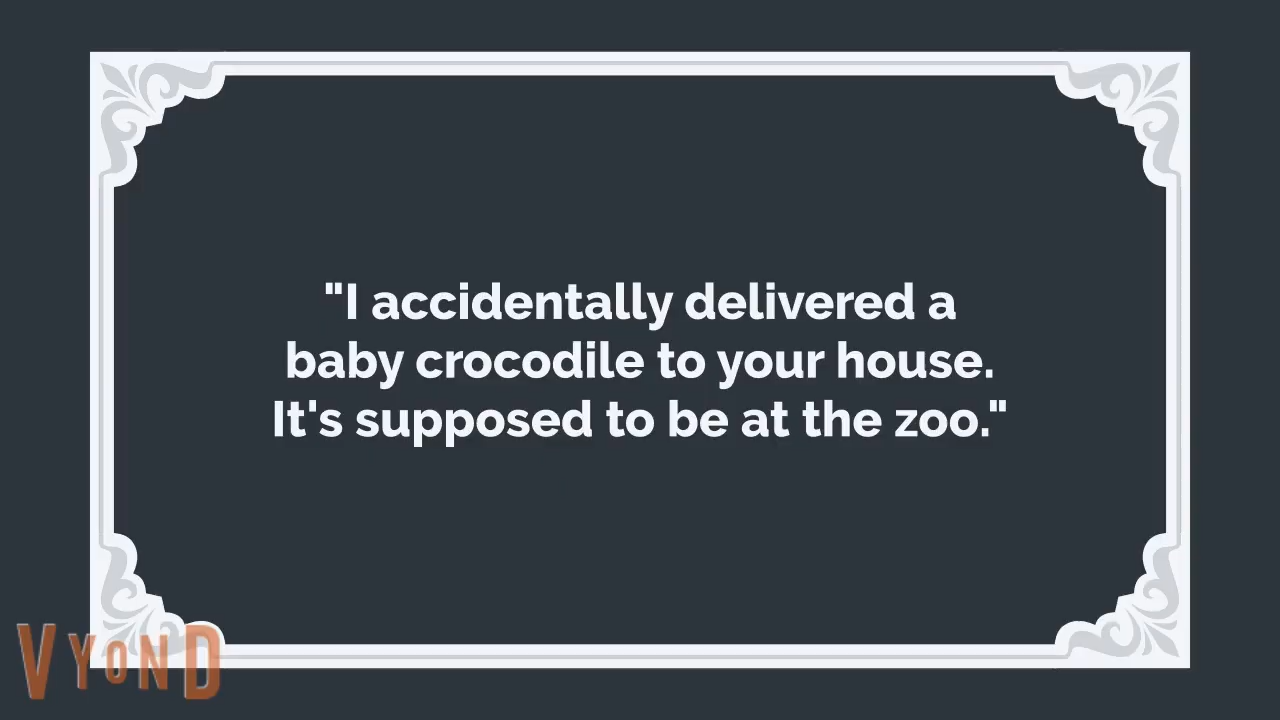 "I accidentally delivered a
baby crocodile to your house.
It's supposed to be at the zoo."
VYOND